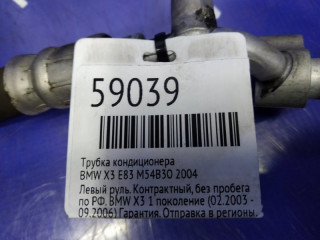 59039
Трубка кондиционера
BMW X3 E83 M54B30 2004
Левый руль. Контрактный, без пробега
по РФ. BMW X3 1 поколение (02.2003 -
09.2006) Гарантия. Отправка в регионы.